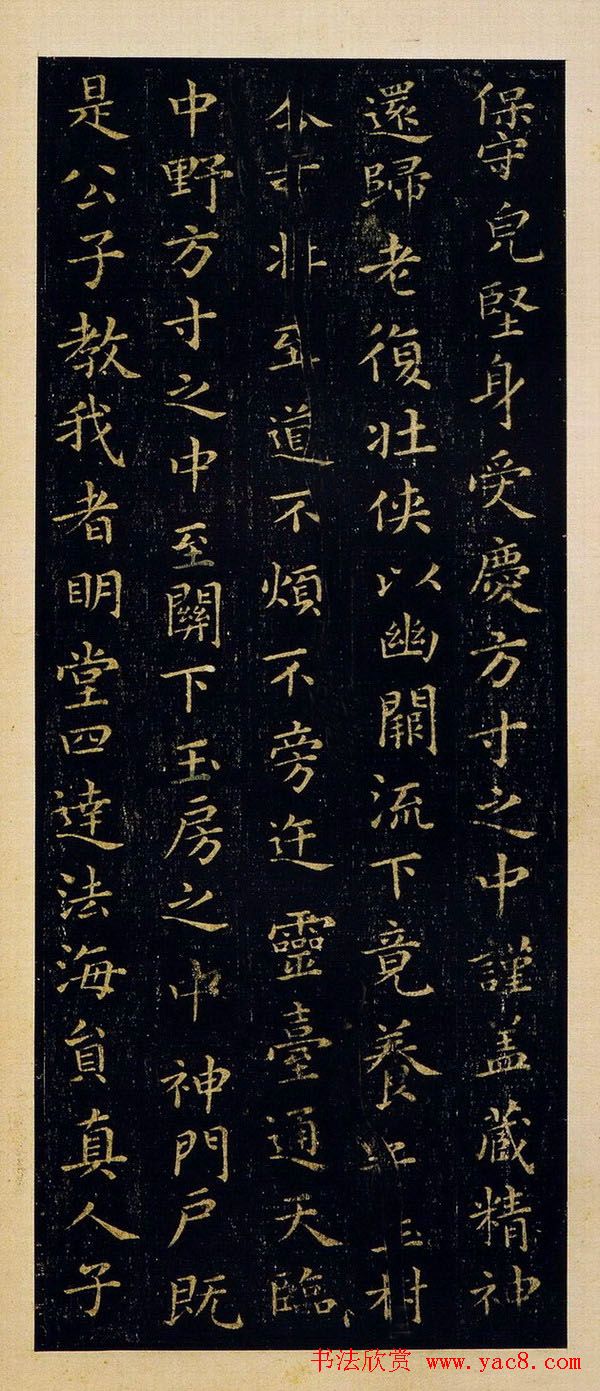 保守皃堅身受慶方寸之中謹盖藏精神
還歸老復壯俠以幽闕流下竟養
非至道不煩不旁迕靈臺通天臨
中野方寸之中至關下玉房之中神門戶既
是公子教我者明堂四達法海員真人子
书法欣赏 www.yac8.com